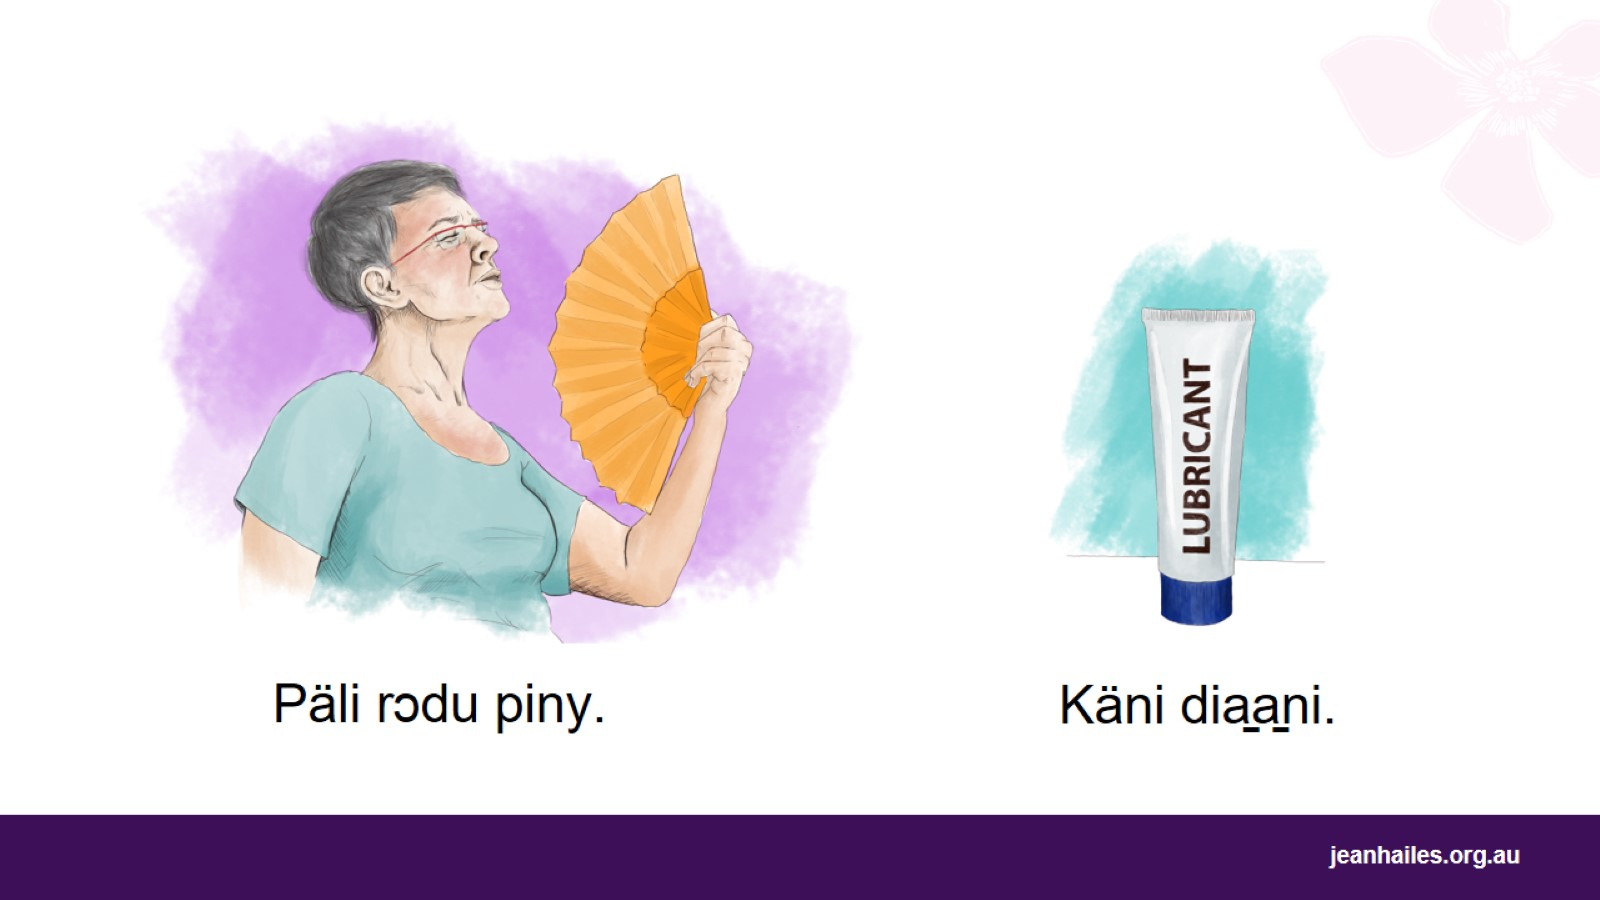 LUBRICANT
Päli rɔdu piny.
Käni dia̱a̱ni.
jeanhailes.org.au